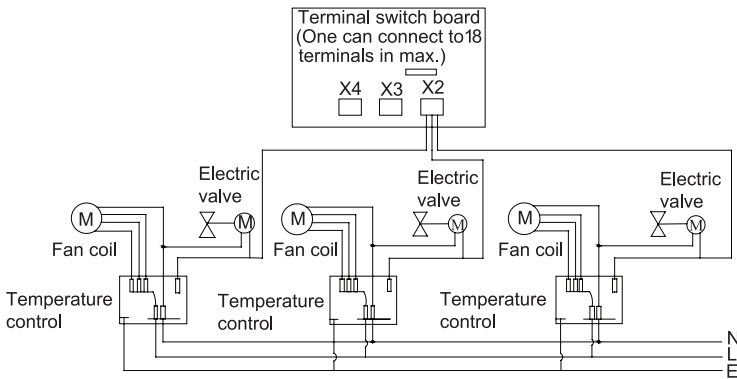 Terminal switch board
(One can connect to18
terminals in max.)
X4 X3 X2
Electric
valve
M
M
Fan coil
Temperature
control
Electric
valve
M
M
Fan coil
Temperature
control
Electric
valve
M
M
Fan coil
Temperature
control
N
L
E